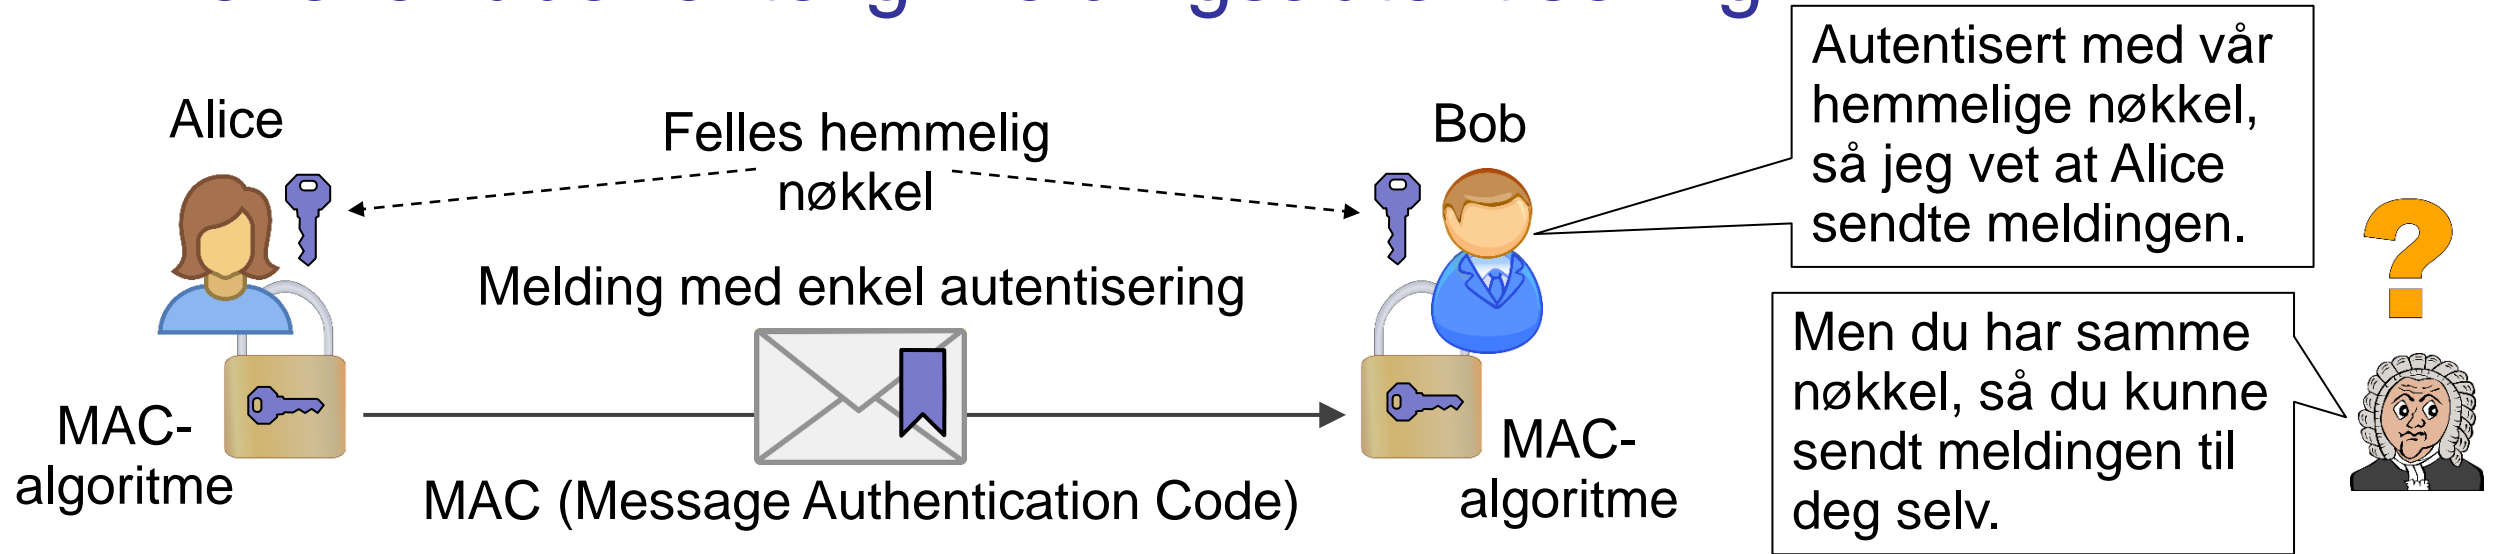 Alice
Felles hemmelig
nøkkel
Bob
Autentisert med vår
hemmelige nøkkel,
så jeg vet at Alice
sendte meldingen.
Melding med enkel autentisering
Men du har samme
nøkkel, så du kunne
sendt meldingen til
deg selv.
MAC-
algoritme
MAC (Message Authentication Code)
MAC-
algoritme